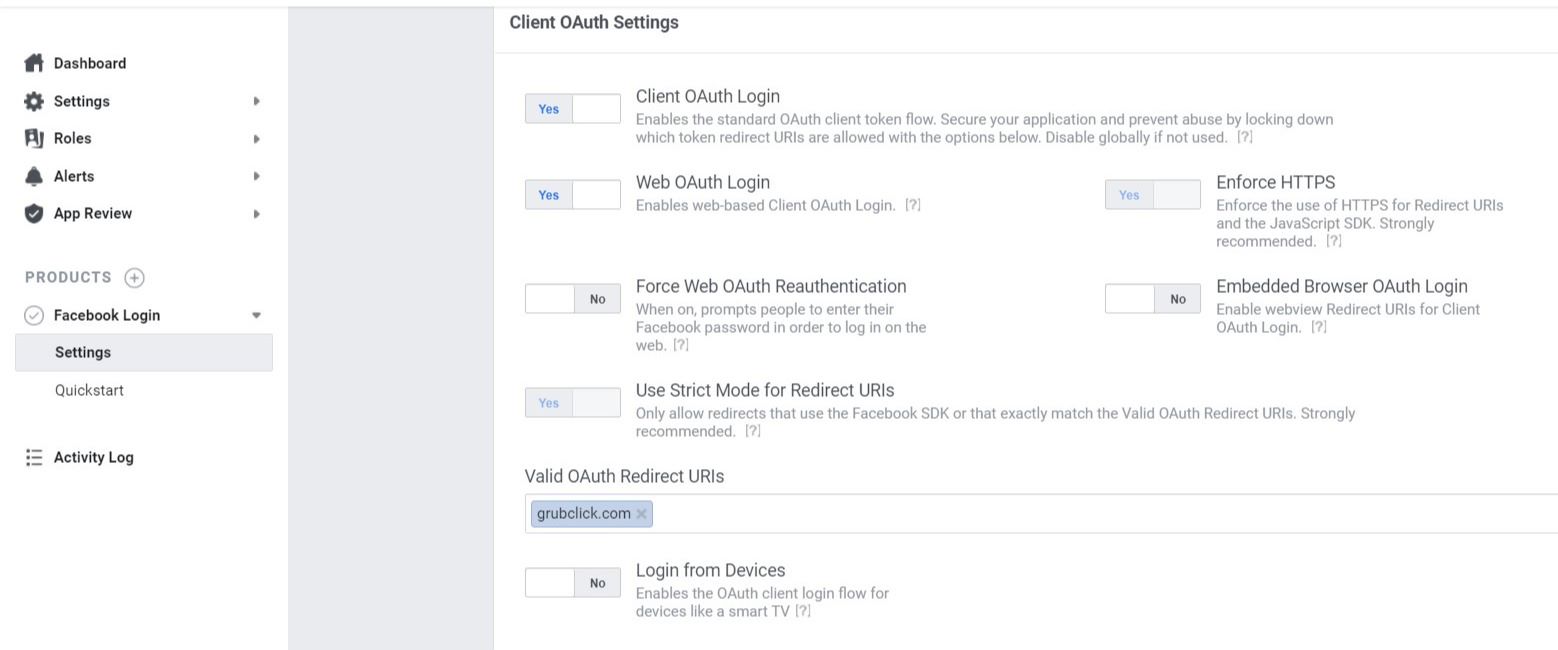 Client OAuth Settings
Dashboard
Settings
Roles
Alerts
App Review
PRODUCTS
Facebook Login
Settings
Quickstart
Activity Log
Yes
Client OAuth Login
Enables the standard OAuth client token flow. Secure your application and prevent abuse by locking down
which token redirect URIs are allowed with the options below. Disable globally if not used. [?]
Yes
Web OAuth Login
Enables web-based Client OAuth Login. [?]
Yes
Enforce HTTPS
Enforce the use of HTTPS for Redirect URIs
and the JavaScript SDK. Strongly
recommended. [?]
No
Force Web OAuth Reauthentication
When on, prompts people to enter their
Facebook password in order to log in on the
web. [?]
No
Embedded Browser OAuth Login
Enable webview Redirect URIs for Client
OAuth Login. [?]
Yes
Use Strict Mode for Redirect URIs
Only allow redirects that use the Facebook SDK or that exactly match the Valid OAuth Redirect URIs. Strongly
recommended. [?]
Valid OAuth Redirect URIs
grubclick.com
No
Login from Devices
Enables the OAuth client login flow for
devices like a smart TV [?]